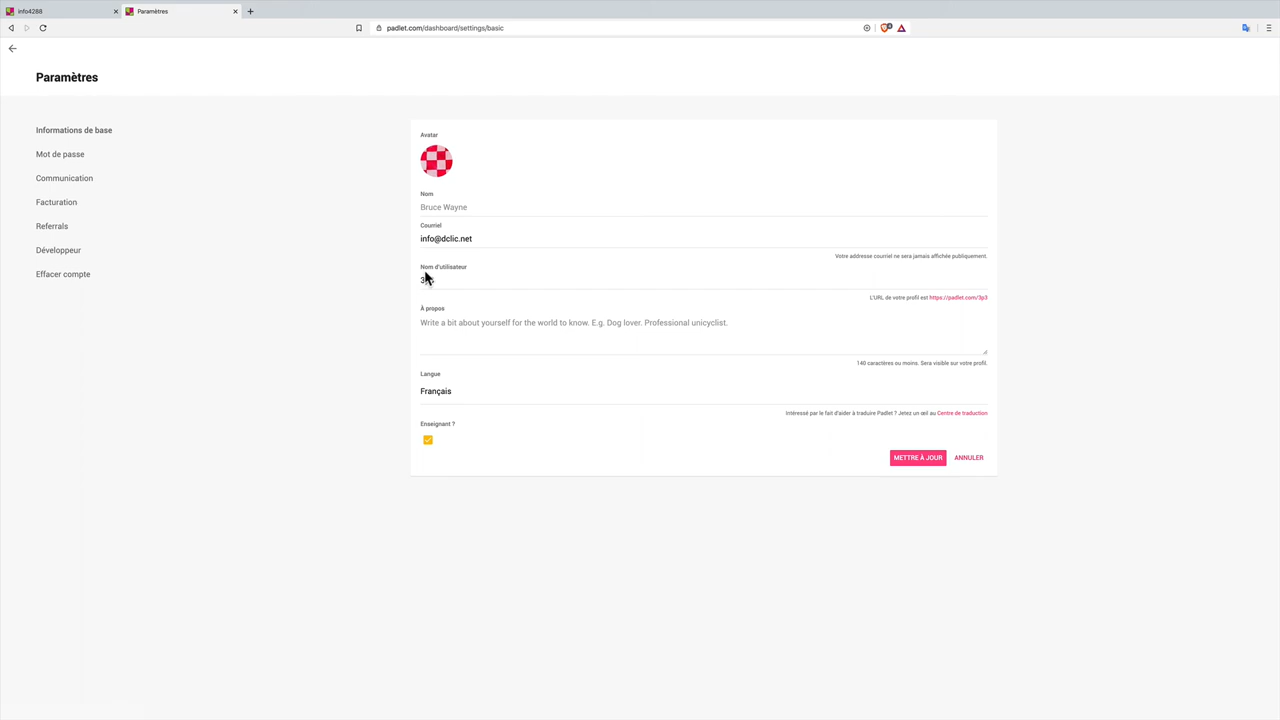 info4288
Paramètres
padlet.com/dashboard/settings/basic
Paramètres
Informations de base
Mot de passe
Communication
Facturation
Referrals
Développeur
Effacer compte
Avatar
Nom
Bruce Wayne
Courriel
info@dclic.net
Votre addresse courriel ne sera jamais affichée publiquement.
Nom d'utilisateur
L'URL de votre profil est https://padlet.com/3p3
À propos
Write a bit about yourself for the world to know. E.g. Dog lover. Professional unicyclist.
140 caractères ou moins. Sera visible sur votre profil.
Langue
Français
Intéressé par le fait d'aider à traduire Padlet ? Jetez un œil au Centre de traduction
Enseignant ?
METTRE À JOUR
ANNULER